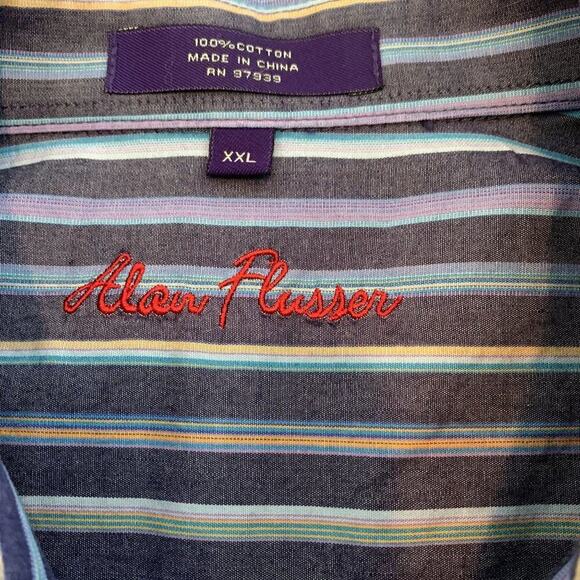 100% COTTON
MADE IN CHINA
RN 97939
XXL
Alan Flusser